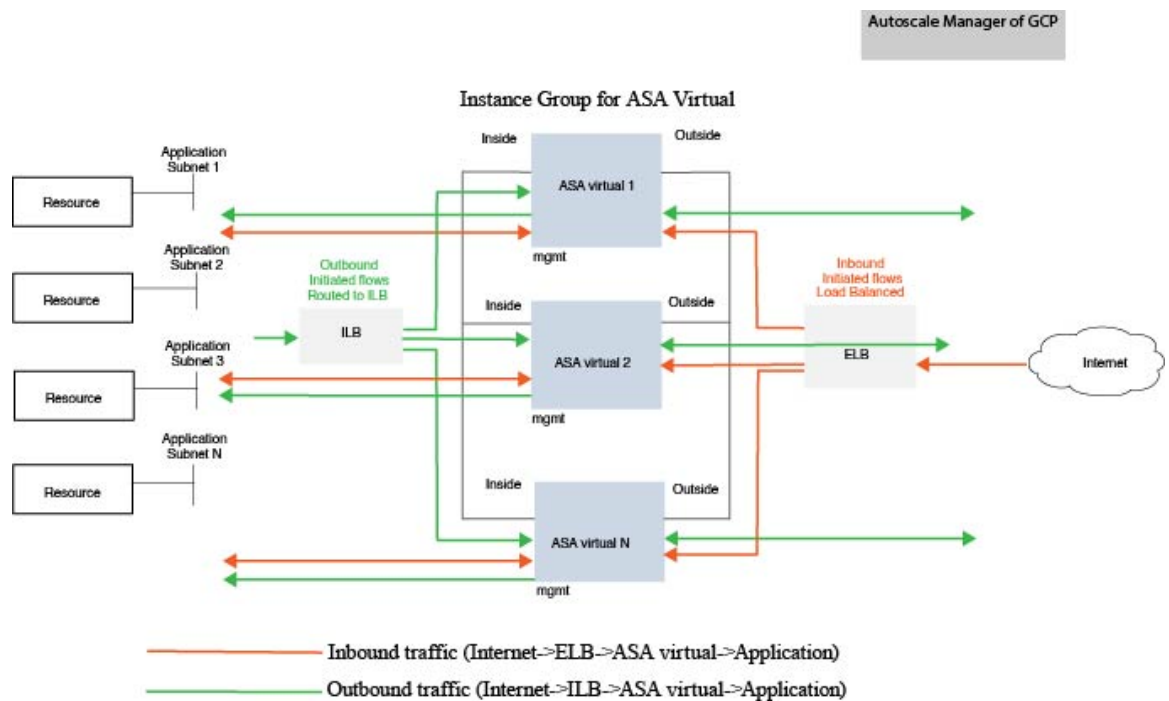 Autoscale Manager of GCP
Instance Group for ASA Virtual
Inside
Outside
Application
Subnet 1
Resource
ASA virtual 1
mgmt
Application
Subnet 2
Resource
Outbound
Initiated flows
Routed to ILB
ILB
Inside
Outside
Inbound
Initiated flows
Load Balanced
ELB
Internet
ASA virtual 2
mgmt
Application
Subnet 3
Resource
Application
Subnet N
Resource
Inside
Outside
ASA virtual N
mgmt
Inbound traffic (Internet->ELB->ASA virtual->Application)
Outbound traffic (Internet->ILB->ASA virtual->Application)